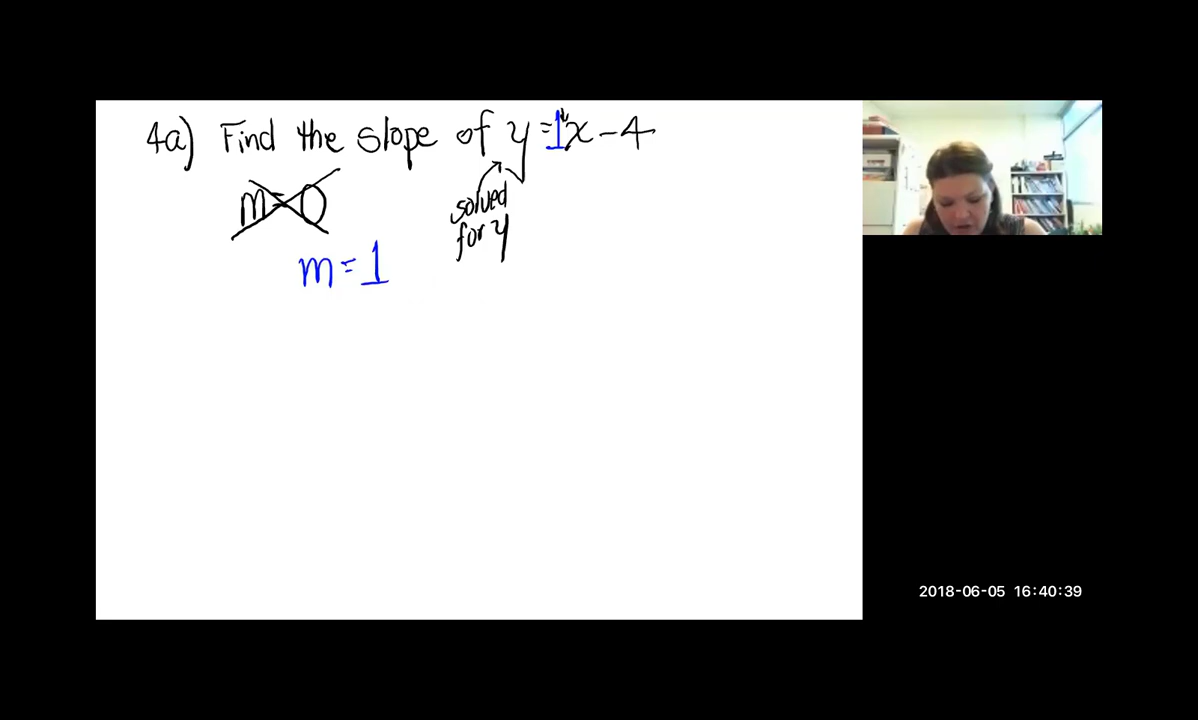 4a) Find the slope of y = 1x - 4
m = 0
solved
for y
m = 1
2018-06-05 16:40:39